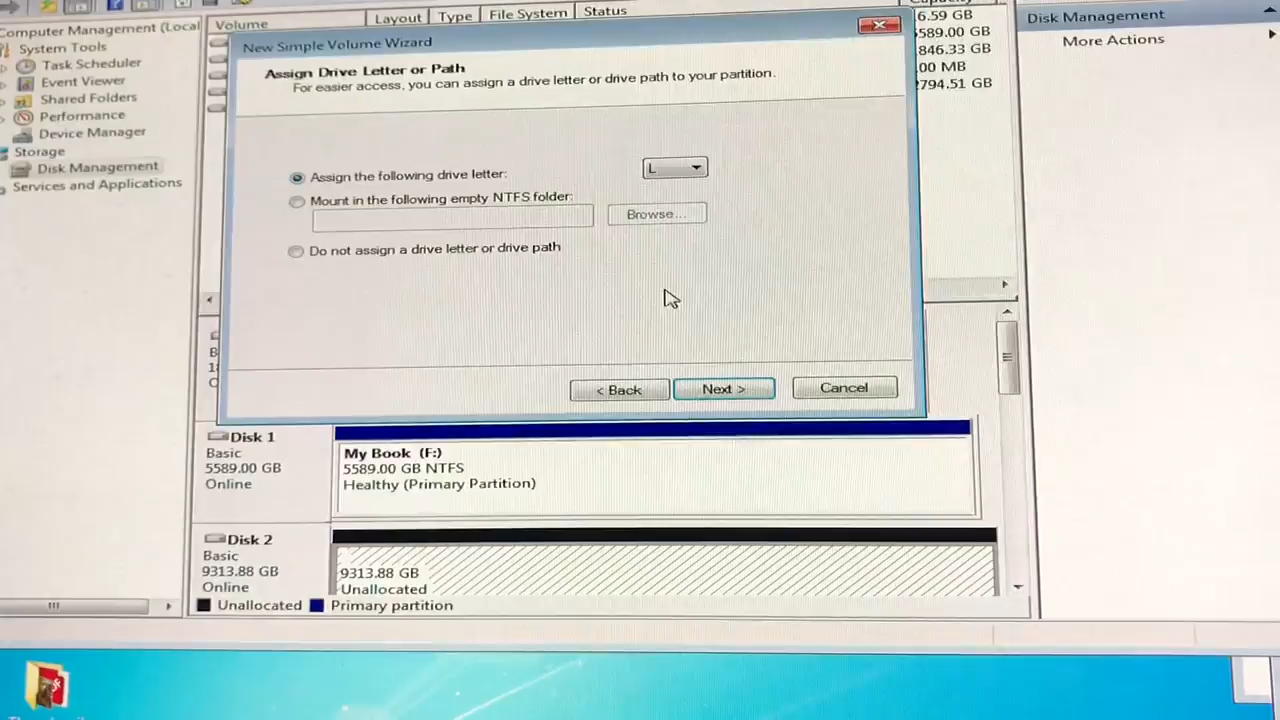 Computer Management (Local
System Tools
Task Scheduler
Event Viewer
Shared Folders
Performance
Device Manager
Storage
Disk Management
Services and Applications
Volume
Layout
Type
File System
Status
New Simple Volume Wizard
Assign Drive Letter or Path
For easier access, you can assign a drive letter or drive path to your partition.
Assign the following drive letter:
L
Mount in the following empty NTFS folder:
Browse...
Do not assign a drive letter or drive path
< Back
Next >
Cancel
6.59 GB
589.00 GB
846.33 GB
00 MB
2794.51 GB
Disk Management
More Actions
Disk 1
Basic
5589.00 GB
Online
My Book (F:)
5589.00 GB NTFS
Healthy (Primary Partition)
Disk 2
Basic
9313.88 GB
Online
9313.88 GB
Unallocated
Unallocated
Primary partition